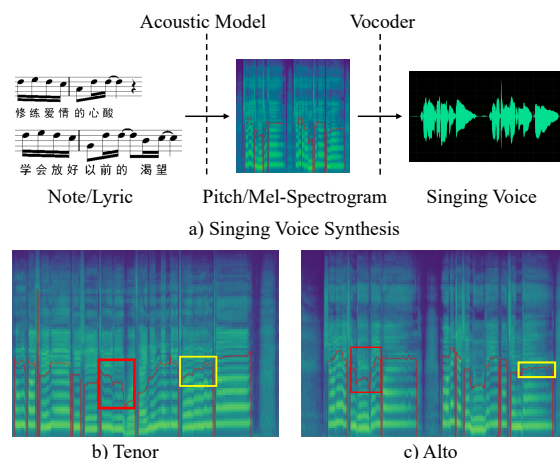 Acoustic Model
Vocoder
修练爱情的心酸
学会放好以前的 渴望
Note/Lyric
Pitch/Mel-Spectrogram
Singing Voice
a) Singing Voice Synthesis
b) Tenor
c) Alto